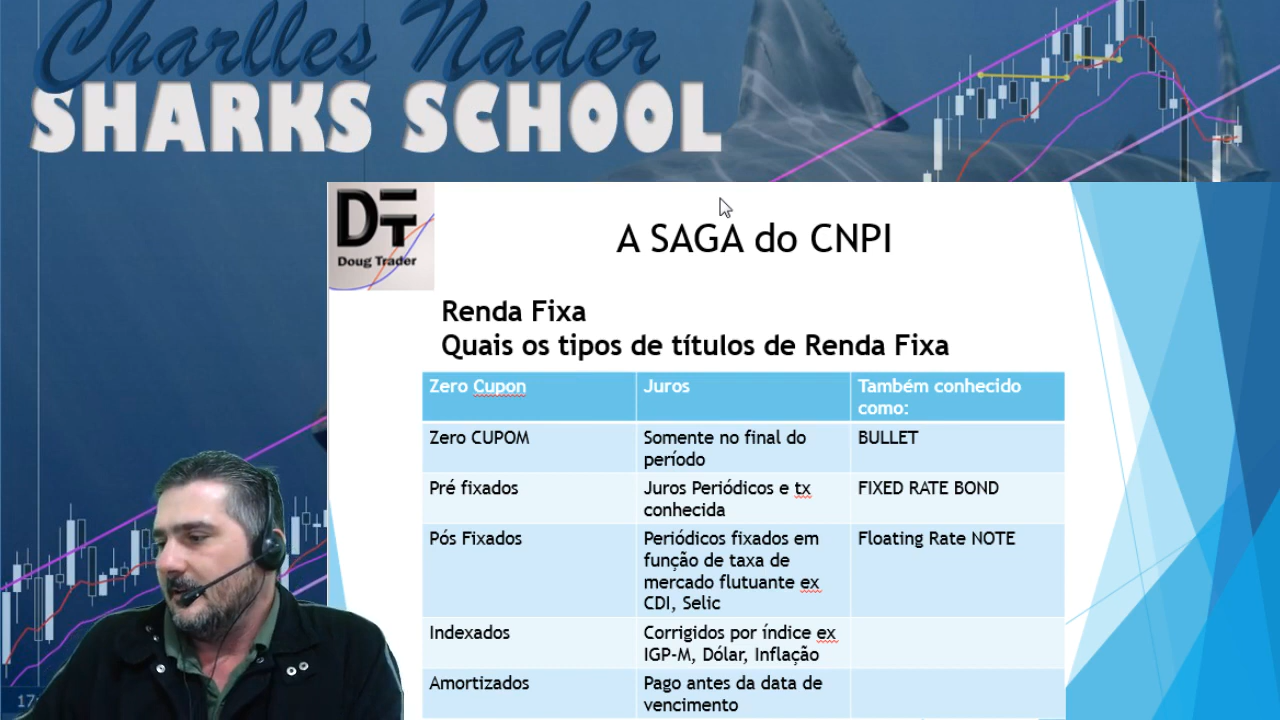 Charlles Nader
SHARKS SCHOOL
DT
Doug Trader
A SAGA do CNPI
Renda Fixa
Quais os tipos de títulos de Renda Fixa
Zero Cupon
Juros
Também conhecido
como:
Zero CUPOM
Somente no final do
período
BULLET
Pré fixados
Juros Periódicos e tx
conhecida
FIXED RATE BOND
Pós Fixados
Periódicos fixados em
função de taxa de
mercado flutuante ex
CDI, Selic
Floating Rate NOTE
Indexados
Corrigidos por índice ex
IGP-M, Dólar, Inflação
Amortizados
Pago antes da data de
vencimento